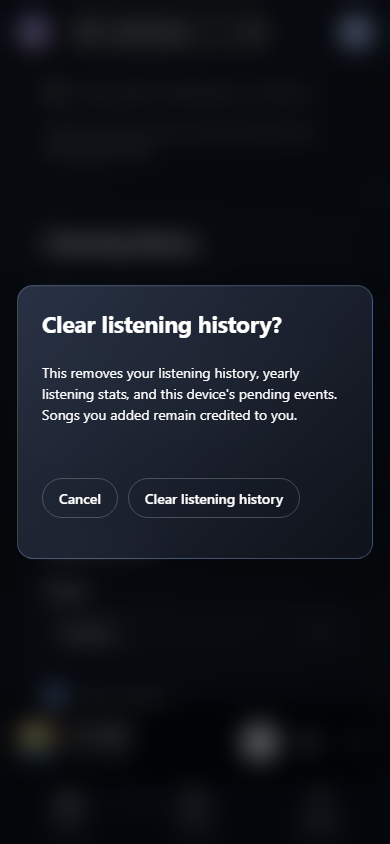 Clear listening history?
This removes your listening history, yearly
listening stats, and this device's pending events.
Songs you added remain credited to you.
Cancel
Clear listening history